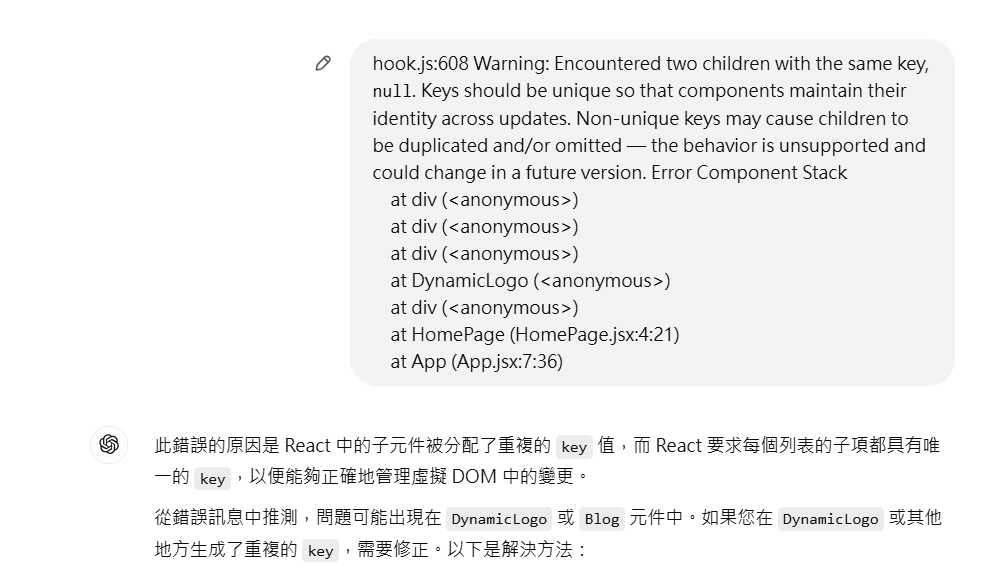 hook.js:608 Warning: Encountered two children with the same key,
null. Keys should be unique so that components maintain their
identity across updates. Non-unique keys may cause children to
be duplicated and/or omitted — the behavior is unsupported and
could change in a future version. Error Component Stack
at div (<anonymous>)
at div (<anonymous>)
at div (<anonymous>)
at DynamicLogo (<anonymous>)
at div (<anonymous>)
at HomePage (HomePage.jsx:4:21)
at App (App.jsx:7:36)
此錯誤的原因是 React 中的子元件被分配了重複的 key 值，而 React 要求每個列表的子項都具有唯
一的 key，以便能夠正確地管理虛擬 DOM 中的變更。
從錯誤訊息中推測，問題可能出現在 DynamicLogo 或 Blog 元件中。如果您在 DynamicLogo 或其他
地方生成了重複的 key，需要修正。以下是解決方法：